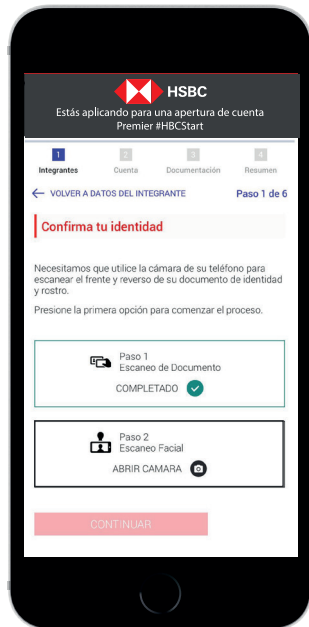 HSBC
Estás aplicando para una apertura de cuenta
Premier #HBCStart
1 2 3 4
Integrantes Cuenta Documentación Resumen
← VOLVER A DATOS DEL INTEGRANTE Paso 1 de 6
Confirma tu identidad
Necesitamos que utilice la cámara de su teléfono para
escanear el frente y reverso de su documento de identidad
y rostro.
Presione la primera opción para comenzar el proceso.
Paso 1
Escaneo de Documento
COMPLETADO
Paso 2
Escaneo Facial
ABRIR CAMARA
CONTINUAR